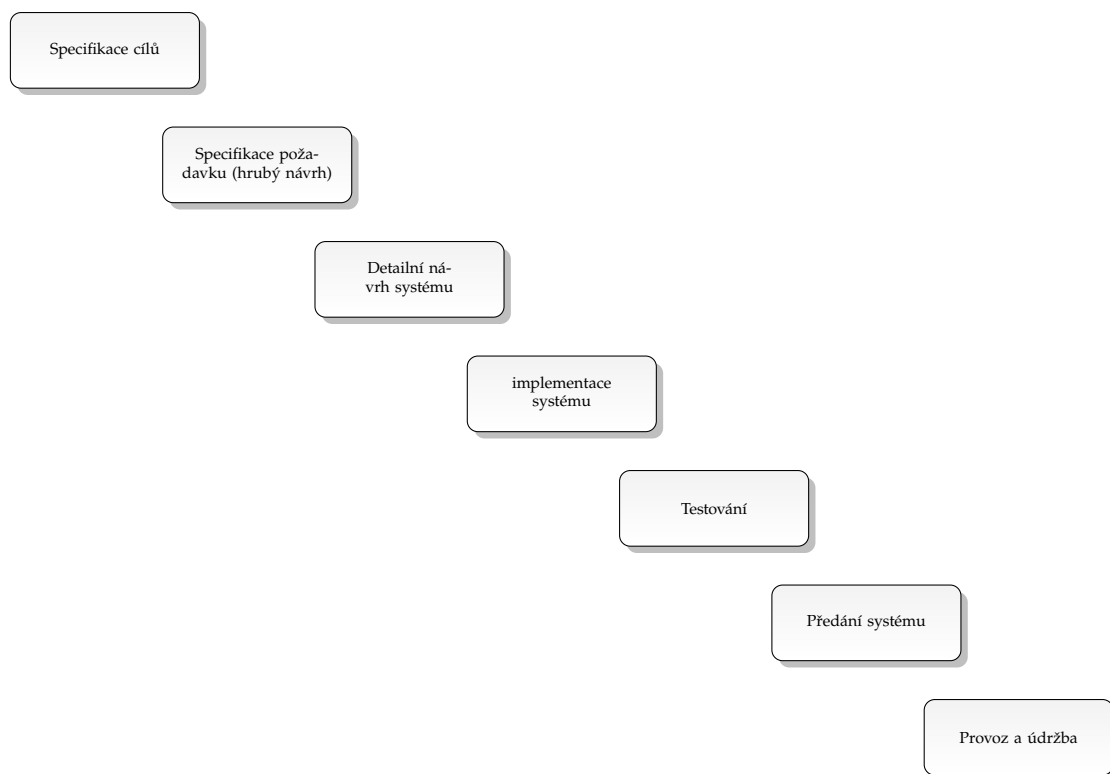 Specifikace cílů
Specifikace poža-
davku (hrubý návrh)
Detailní ná-
vrh systému
implementace
systému
Testování
Předání systému
Provoz a údržba